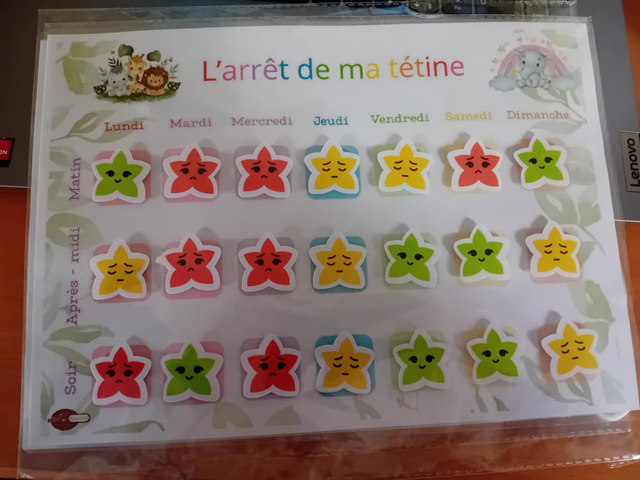 L'arrêt de ma tétine
Lundi Mardi Mercredi Jeudi Vendredi Samedi Dimanche
Matin
Après - midi
Soir
Lenovo